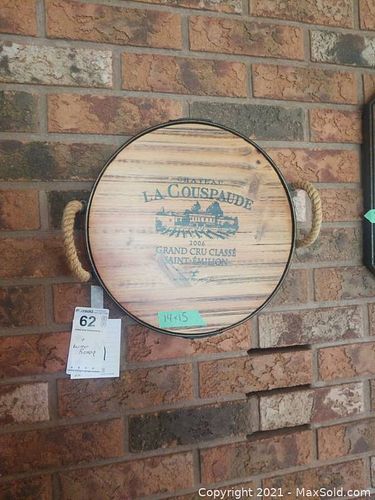 CHATEAU
LA COUSPAUDE
2006
GRAND CRU CLASSÉ
SAINT-ÉMILION
14x15
62
Copyright © 2021 - MaxSold.com